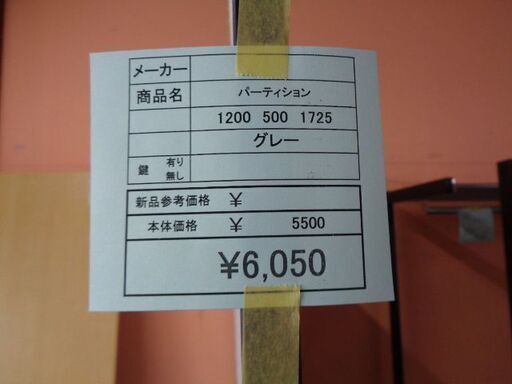 メーカー
商品名 パーティション
1200 500 1725
グレー
鍵 有り 無し
新品参考価格 ¥
本体価格 ¥ 5500
¥6,050